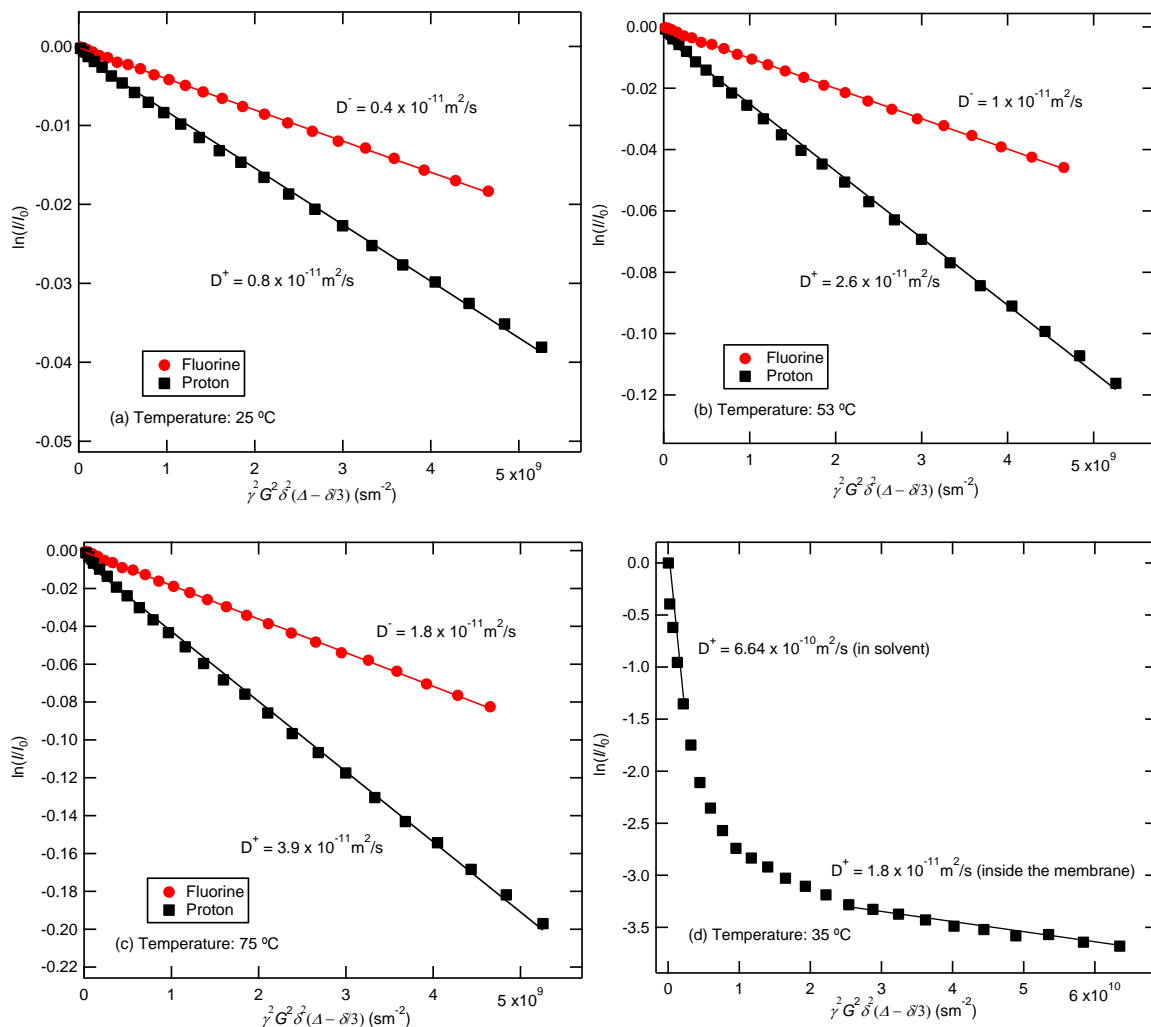 0.00
-0.01
-0.02
-0.03
-0.04
-0.05
ln(I/I₀)
D⁻ = 0.4 x 10⁻¹¹m²/s
D⁺ = 0.8 x 10⁻¹¹m²/s
Fluorine
Proton
(a) Temperature: 25 ºC
0 1 2 3 4 5 x10⁹
γ²G²δ²(Δ − δ/3) (sm⁻²)
0.00
-0.02
-0.04
-0.06
-0.08
-0.10
-0.12
ln(I/I₀)
D⁻ = 1 x 10⁻¹¹m²/s
D⁺ = 2.6 x 10⁻¹¹m²/s
Fluorine
Proton
(b) Temperature: 53 ºC
0 1 2 3 4 5 x10⁹
γ²G²δ²(Δ − δ/3) (sm⁻²)
0.00
-0.02
-0.04
-0.06
-0.08
-0.10
-0.12
-0.14
-0.16
-0.18
-0.20
-0.22
ln(I/I₀)
D⁻ = 1.8 x 10⁻¹¹m²/s
D⁺ = 3.9 x 10⁻¹¹m²/s
Fluorine
Proton
(c) Temperature: 75 ºC
0 1 2 3 4 5 x10⁹
γ²G²δ²(Δ − δ/3) (sm⁻²)
0.0
-0.5
-1.0
-1.5
-2.0
-2.5
-3.0
-3.5
ln(I/I₀)
D⁺ = 6.64 x 10⁻¹⁰m²/s (in solvent)
D⁺ = 1.8 x 10⁻¹¹m²/s (inside the membrane)
(d) Temperature: 35 ºC
0 1 2 3 4 5 6 x10¹⁰
γ²G²δ²(Δ − δ/3) (sm⁻²)